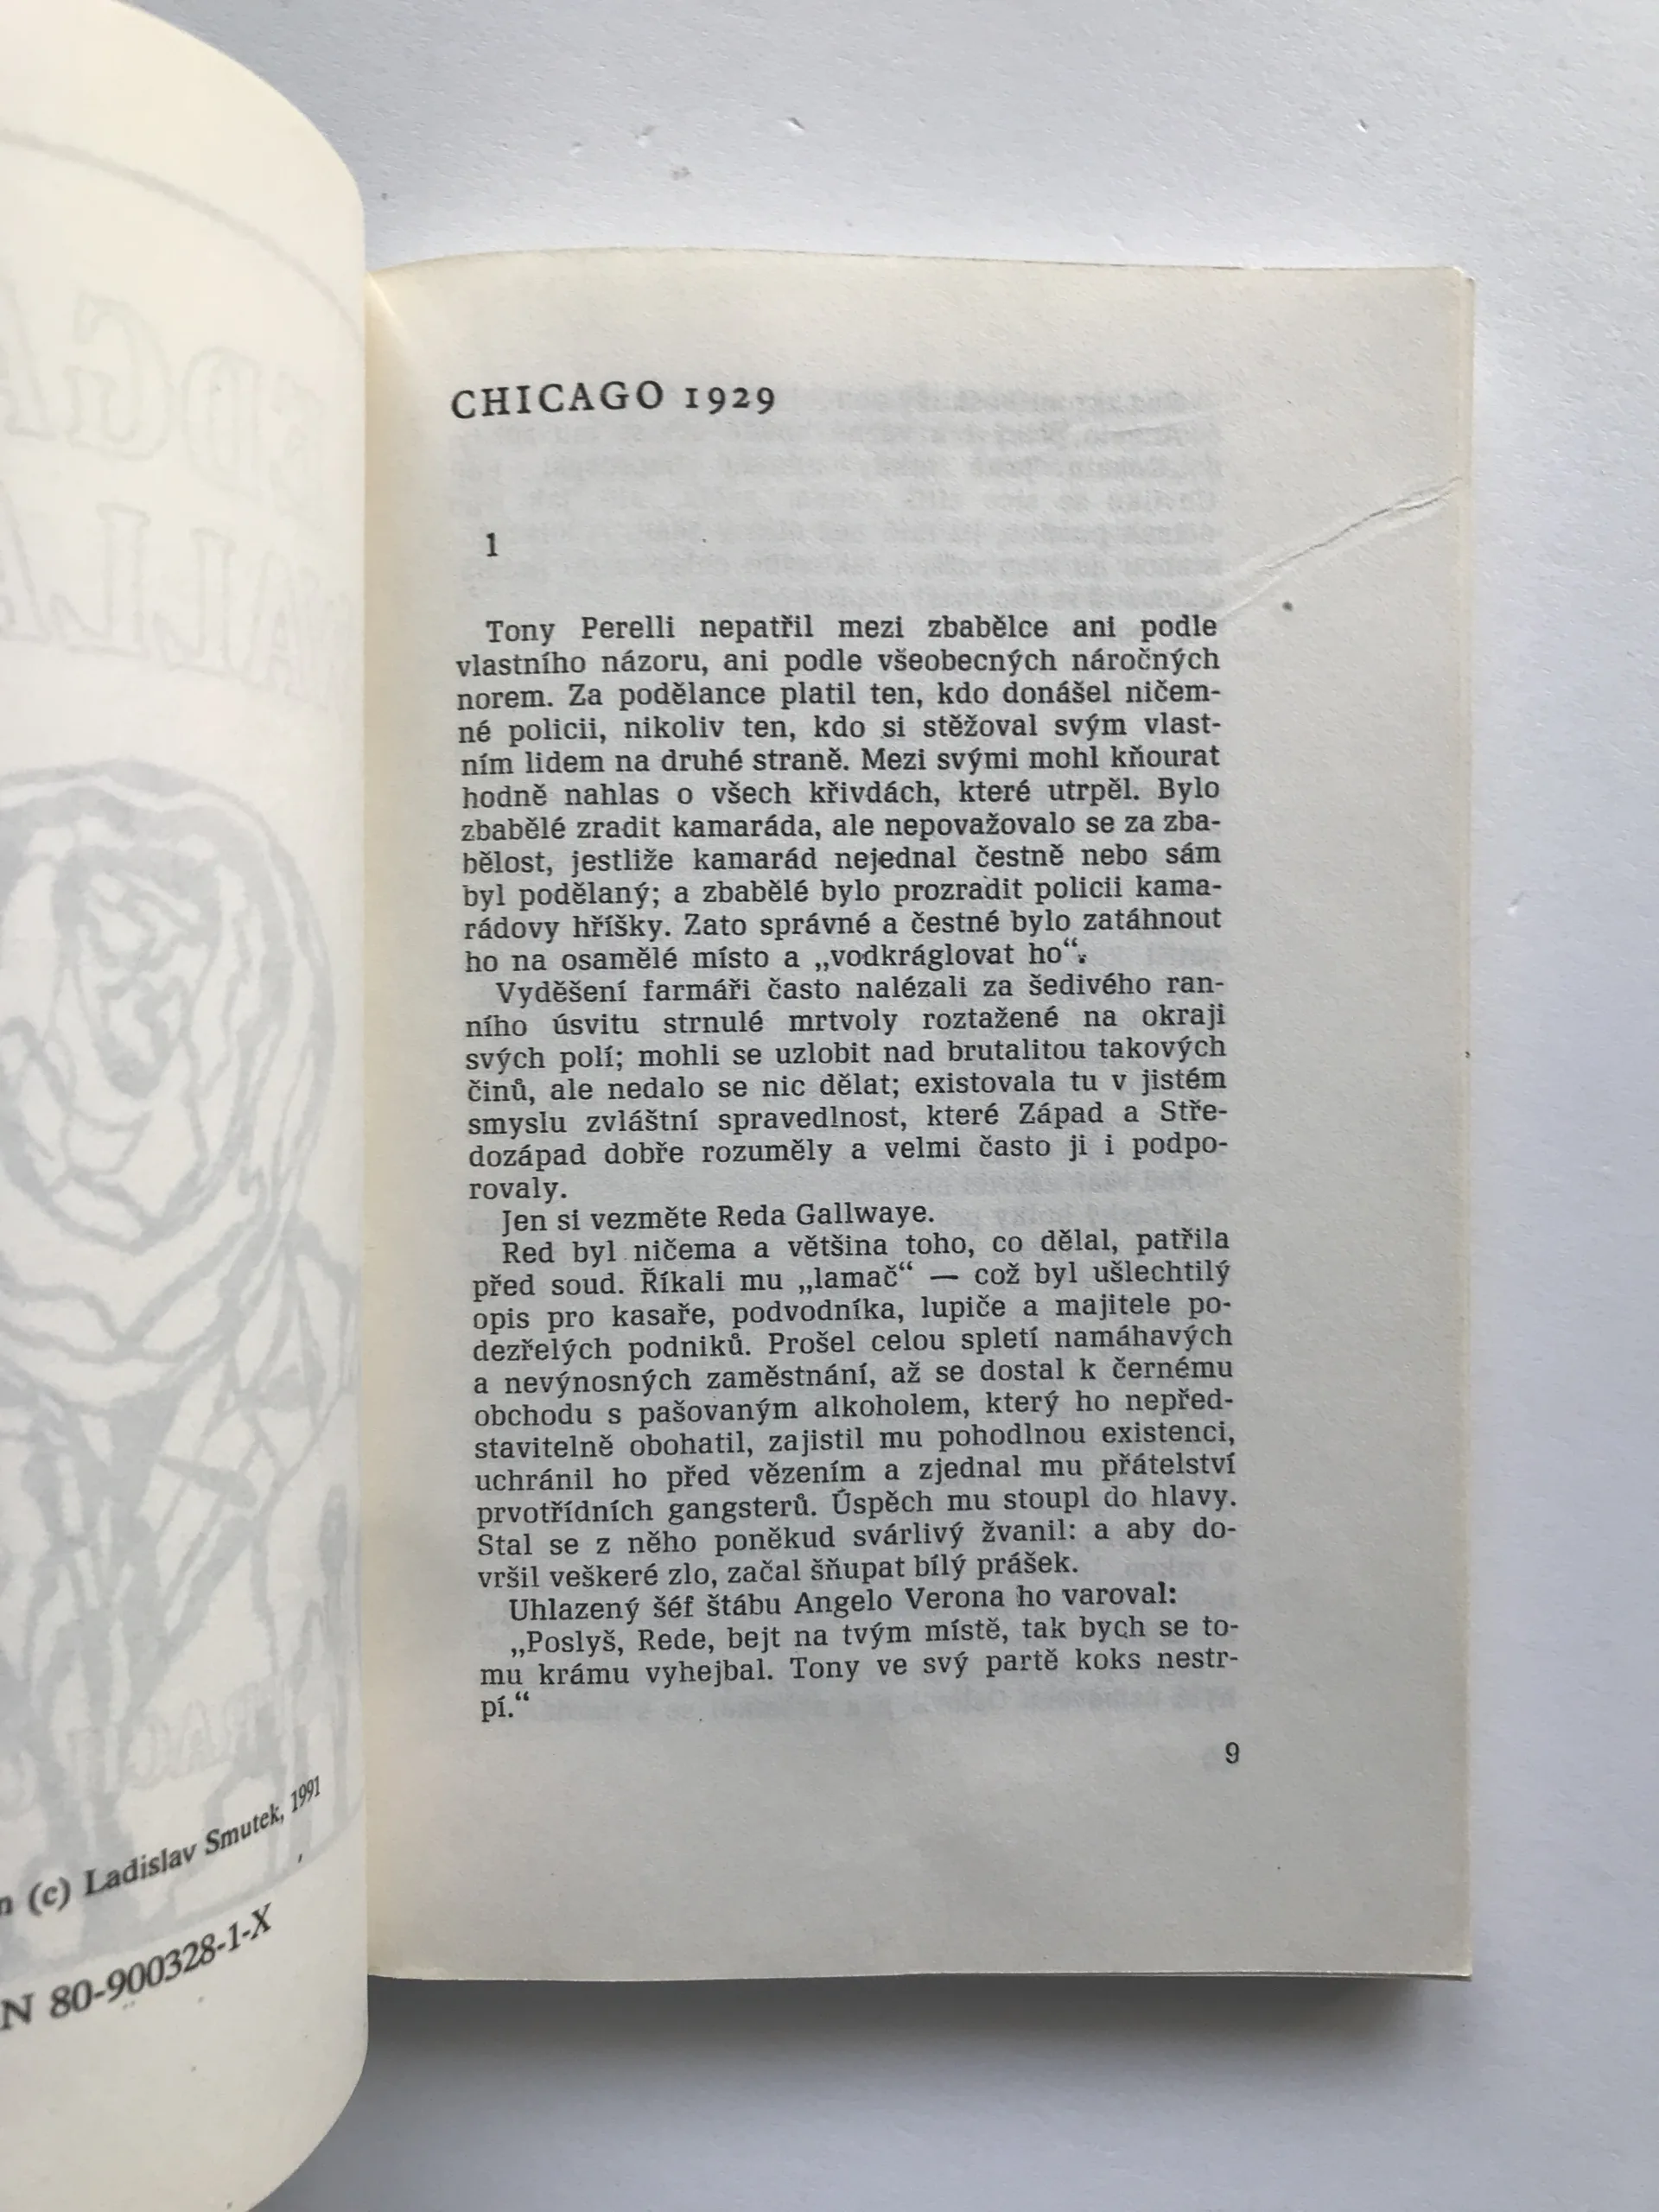 n (c) Ladislav Smutek, 1991
N 80-900328-1-X
CHICAGO 1929
1
Tony Perelli nepatřil mezi zbabělce ani podle
vlastního názoru, ani podle všeobecných náročných
norem. Za podělance platil ten, kdo donášel ničem-
né policii, nikoliv ten, kdo si stěžoval svým vlast-
ním lidem na druhé straně. Mezi svými mohl kňourat
hodně nahlas o všech křivdách, které utrpěl. Bylo
zbabělé zradit kamaráda, ale nepovažovalo se za zba-
bělost, jestliže kamarád nejednal čestně nebo sám
byl podělaný; a zbabělé bylo prozradit policii kama-
rádovy hříšky. Zato správné a čestné bylo zatáhnout
ho na osamělé místo a „vodkráglovat ho“.
Vyděšení farmáři často nalézali za šedivého ran-
ního úsvitu strnulé mrtvoly roztažené na okraji
svých polí; mohli se uzlobit nad brutalitou takových
činů, ale nedalo se nic dělat; existovala tu v jistém
smyslu zvláštní spravedlnost, které Západ a Stře-
dozápad dobře rozuměly a velmi často ji i podpo-
rovaly.
Jen si vezměte Reda Gallwaye.
Red byl ničema a většina toho, co dělal, patřila
před soud. Říkali mu „lamač“ — což byl ušlechtilý
opis pro kasaře, podvodníka, lupiče a majitele po-
dezřelých podniků. Prošel celou spletí namáhavých
a nevýnosných zaměstnání, až se dostal k černému
obchodu s pašovaným alkoholem, který ho nepřed-
stavitelně obohatil, zajistil mu pohodlnou existenci,
uchránil ho před vězením a zjednal mu přátelství
prvotřídních gangsterů. Úspěch mu stoupl do hlavy.
Stal se z něho poněkud svárlivý žvanil: a aby do-
vršil veškeré zlo, začal šňupat bílý prášek.
Uhlazený šéf štábu Angelo Verona ho varoval:
„Poslyš, Rede, bejt na tvým místě, tak bych se to-
mu krámu vyhejbal. Tony ve svý partě koks nestr-
pí.“
9